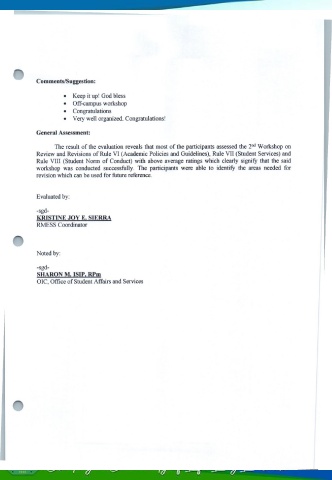 Comments/Suggestion:
• Keep it up! God bless
• Off-campus workshop
• Congratulations
• Very well organized. Congratulations!
General Assessment:
The result of the evaluation reveals that most of the participants assessed the 2nd Workshop on
Review and Revisions of Rule VI (Academic Policies and Guidelines), Rule VII (Student Services) and
Rule VIII (Student Norm of Conduct) with above average ratings which clearly signify that the said
workshop was conducted successfully. The participants were able to identify the areas needed for
revision which can be used for future reference.
Evaluated by:
-sgd-
KRISTINE JOY E. SIERRA
RMESS Coordinator
Noted by:
-sgd-
SHARON M. ISIP, RPm
OIC, Office of Student Affairs and Services